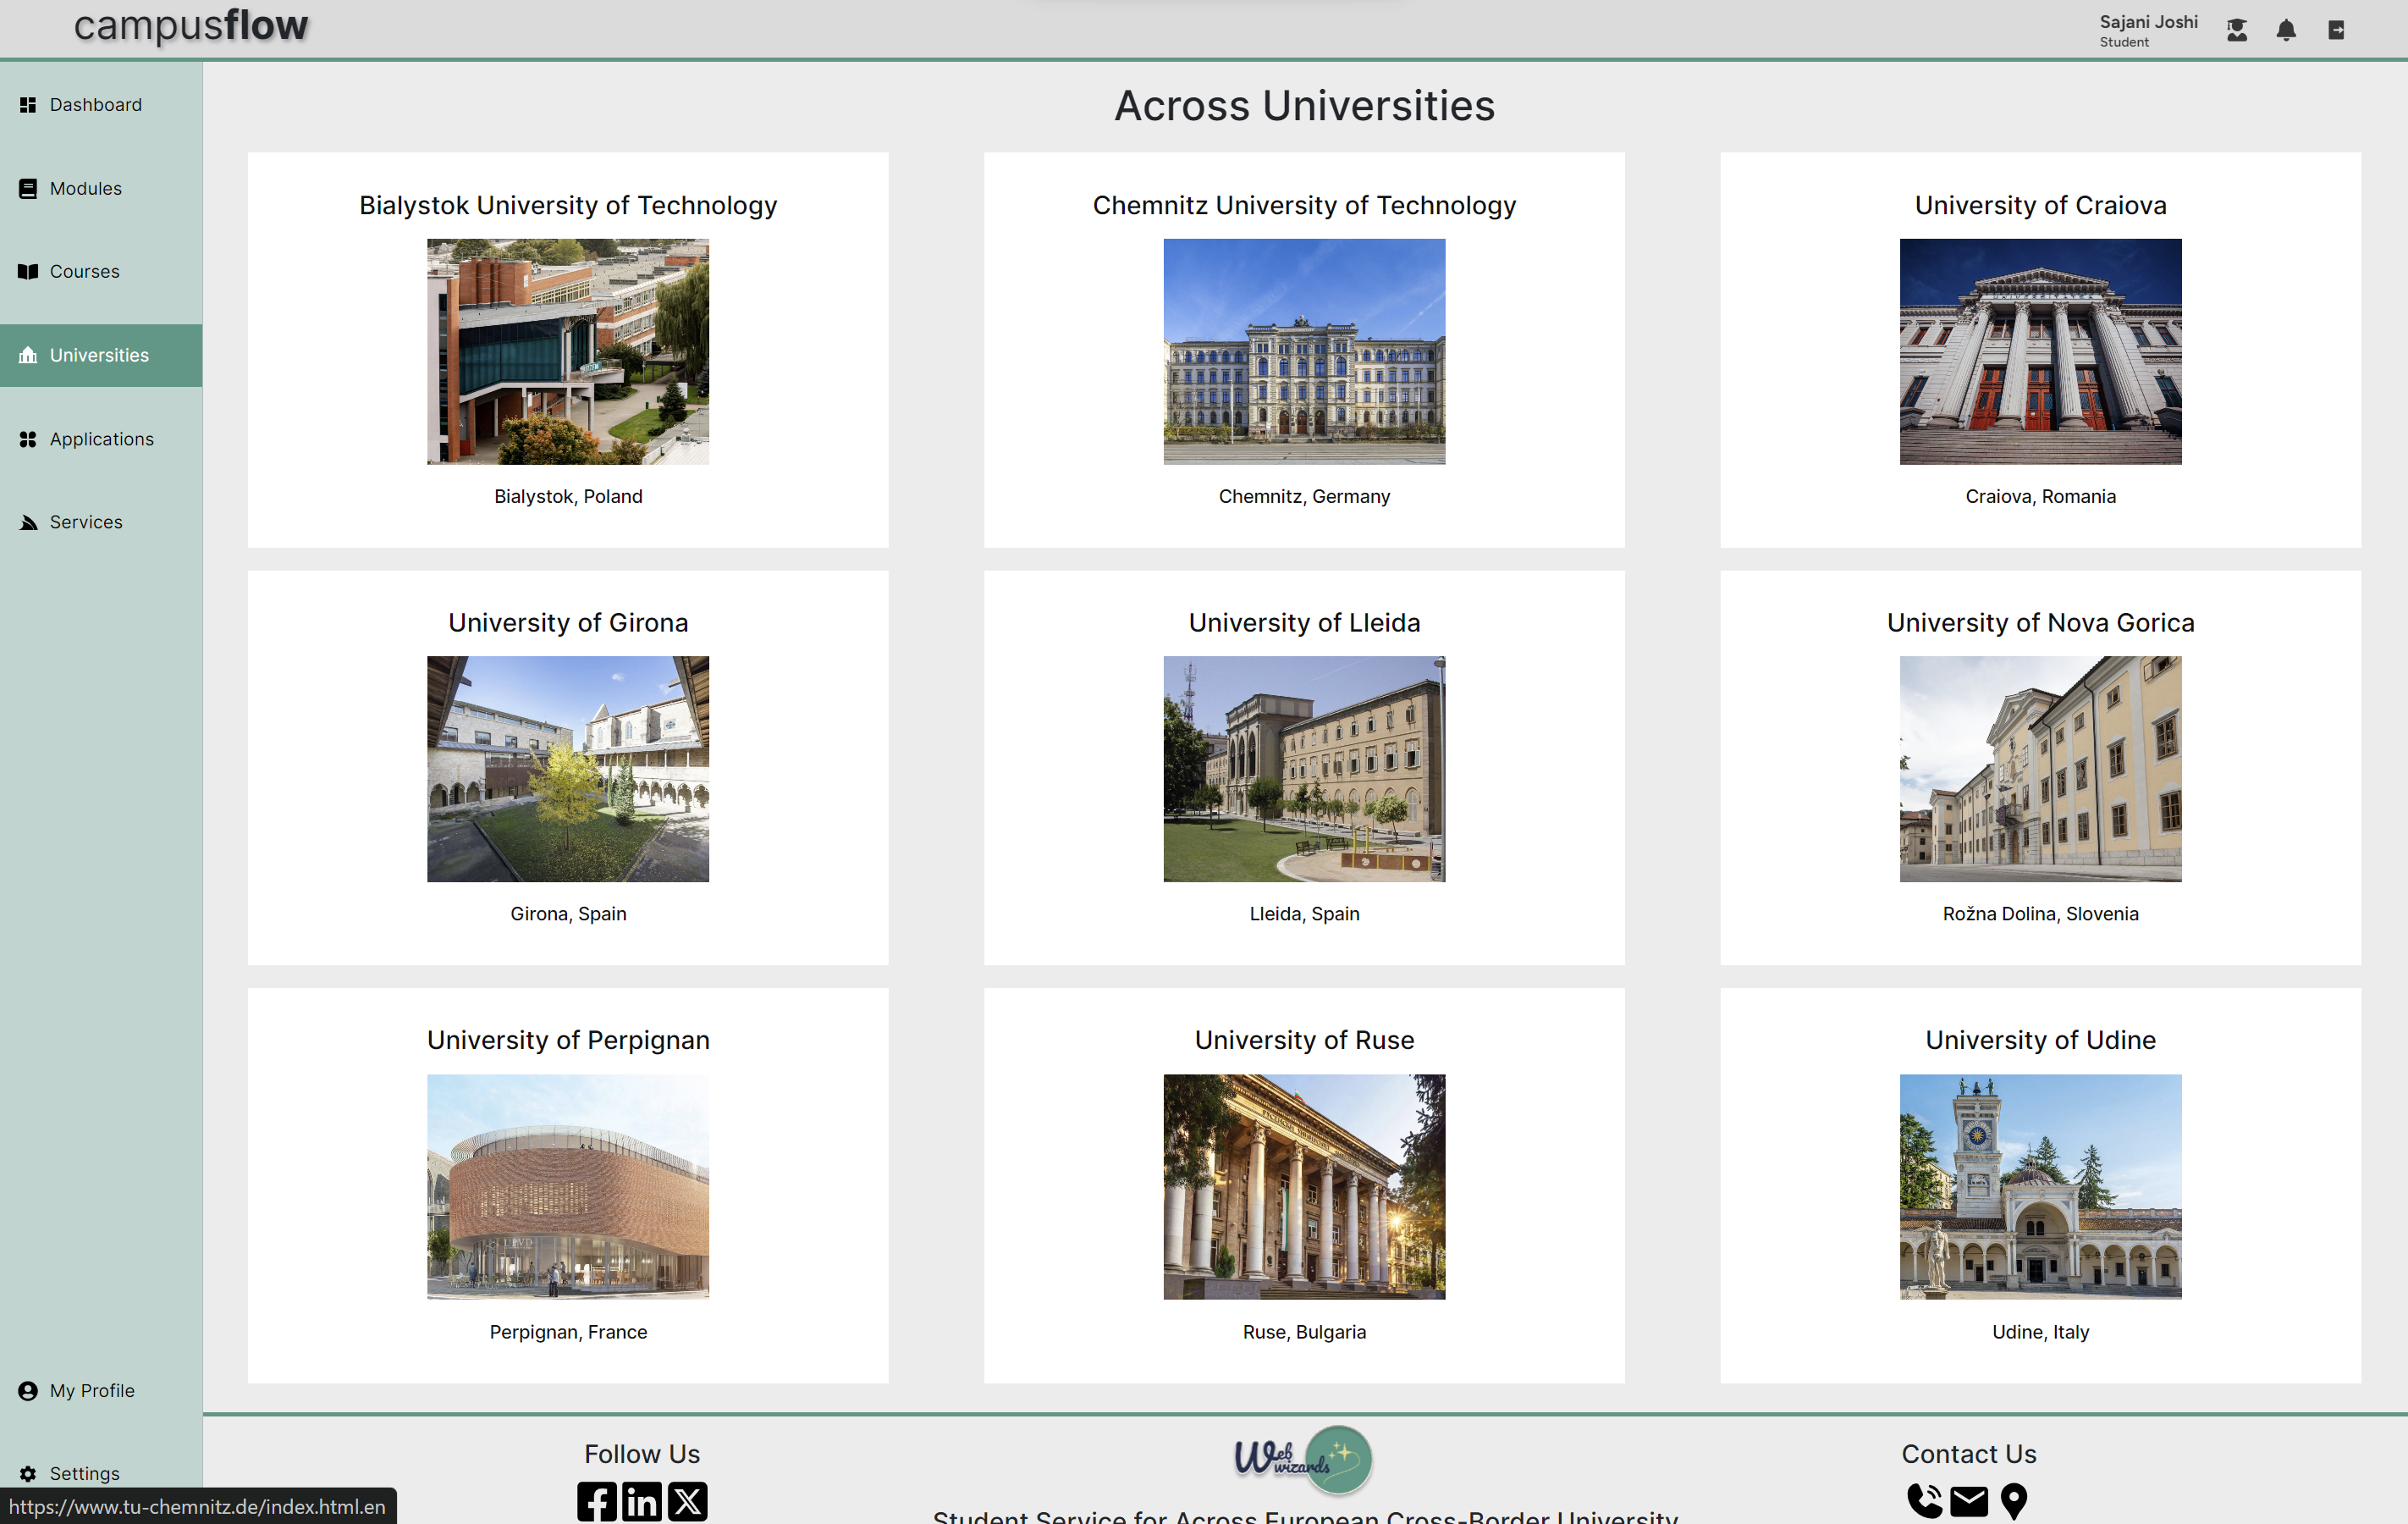 campusflow
Sajani Joshi
Student
Dashboard
Modules
Courses
Universities
Applications
Services
My Profile
Settings
Across Universities
Bialystok University of Technology
Bialystok, Poland
Chemnitz University of Technology
Chemnitz, Germany
University of Craiova
Craiova, Romania
University of Girona
Girona, Spain
University of Lleida
Lleida, Spain
University of Nova Gorica
Rožna Dolina, Slovenia
University of Perpignan
UPVD
Perpignan, France
University of Ruse
Ruse, Bulgaria
University of Udine
Udine, Italy
Follow Us
Web
wizards
Student Service for Across European Cross-Border University
Contact Us
https://www.tu-chemnitz.de/index.html.en